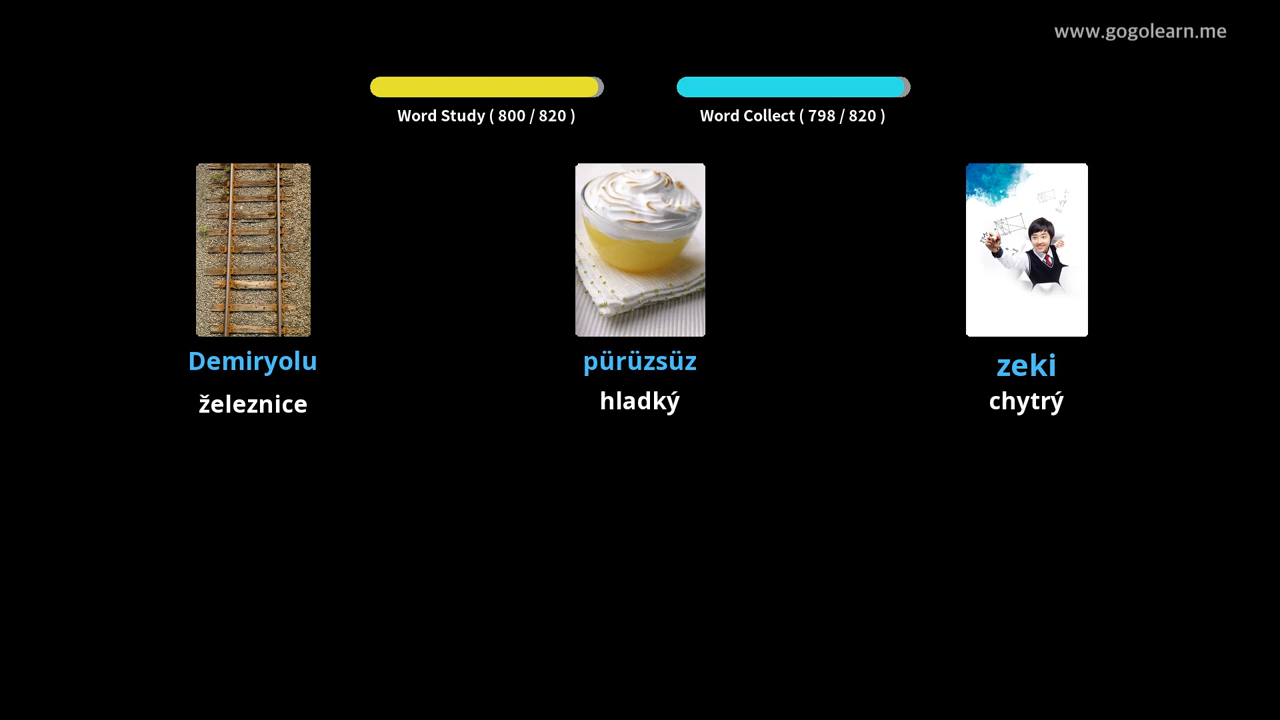 www.gogolearn.me
Word Study ( 800 / 820 )
Word Collect ( 798 / 820 )
Demiryolu
pürüzsüz
zeki
železnice
hladký
chytrý